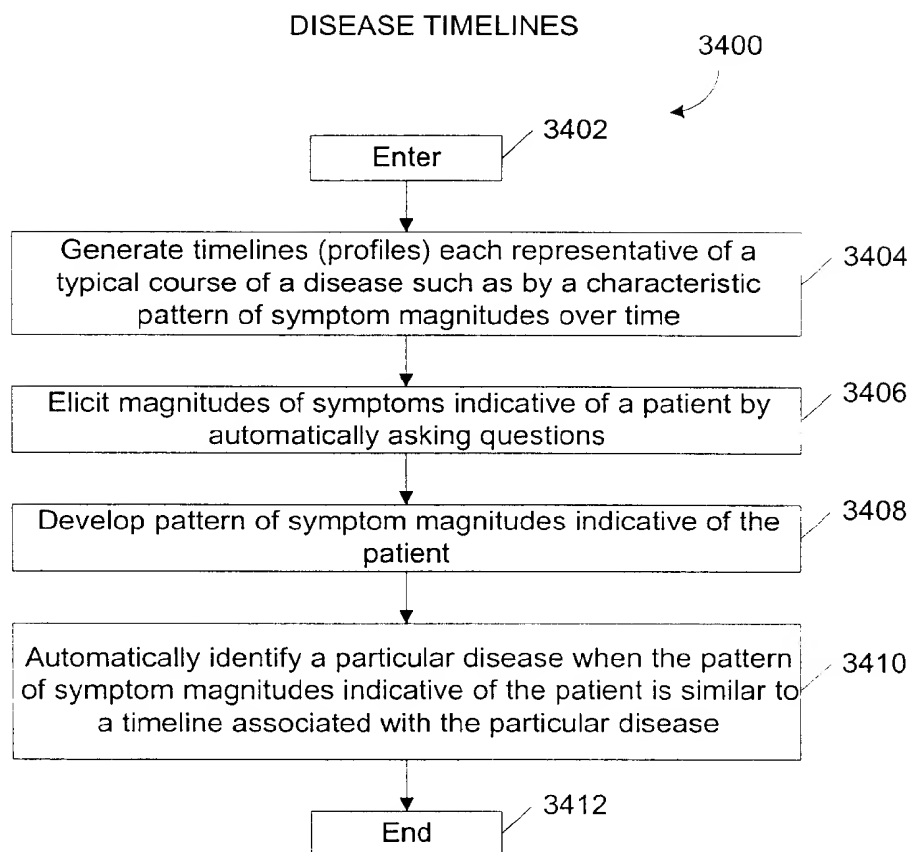 DISEASE TIMELINES
3400
3402
Enter
Generate timelines (profiles) each representative of a
typical course of a disease such as by a characteristic
pattern of symptom magnitudes over time
3404
Elicit magnitudes of symptoms indicative of a patient by
automatically asking questions
3406
Develop pattern of symptom magnitudes indicative of the
patient
3408
Automatically identify a particular disease when the pattern
of symptom magnitudes indicative of the patient is similar to
a timeline associated with the particular disease
3410
3412
End